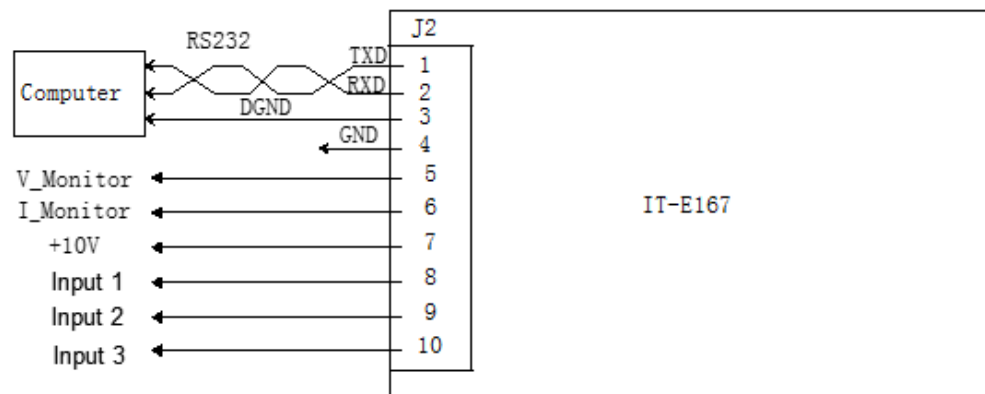 J2
RS232
TXD
1
Computer
RXD
2
DGND
3
GND
4
V_Monitor
5
I_Monitor
6
IT-E167
+10V
7
Input 1
8
Input 2
9
Input 3
10